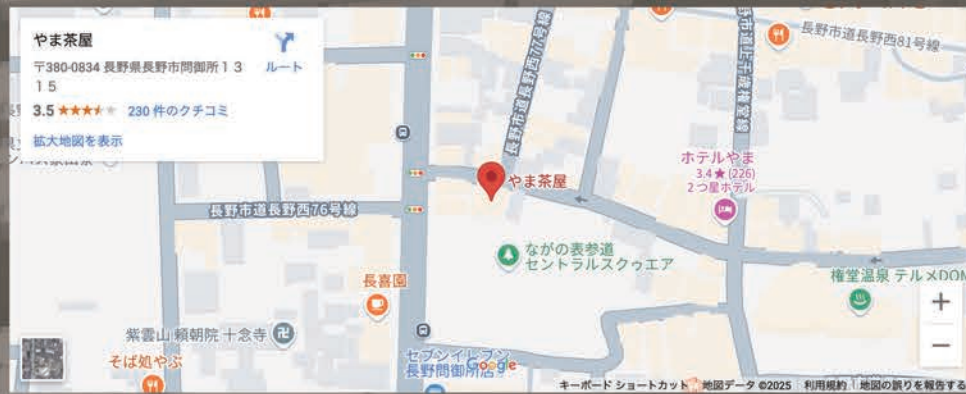 やま茶屋
〒380-0834 長野県長野市問御所13
15
ルート
3.5
230 件のクチコミ
拡大地図を表示
長野市道長野西77号線
長野市道長野西81号線
ホテルやま
3.4★(226)
2つ星ホテル
やま茶屋
長野市道長野西76号線
ながの表参道
セントラルスクゥエア
権堂温泉 テルメDOM
長喜園
紫雲山 頼朝院 十念寺
そば処やぶ
セブンイレブン
長野問御所店
Google
キーボード ショートカット
地図データ ©2025
利用規約
地図の誤りを報告する